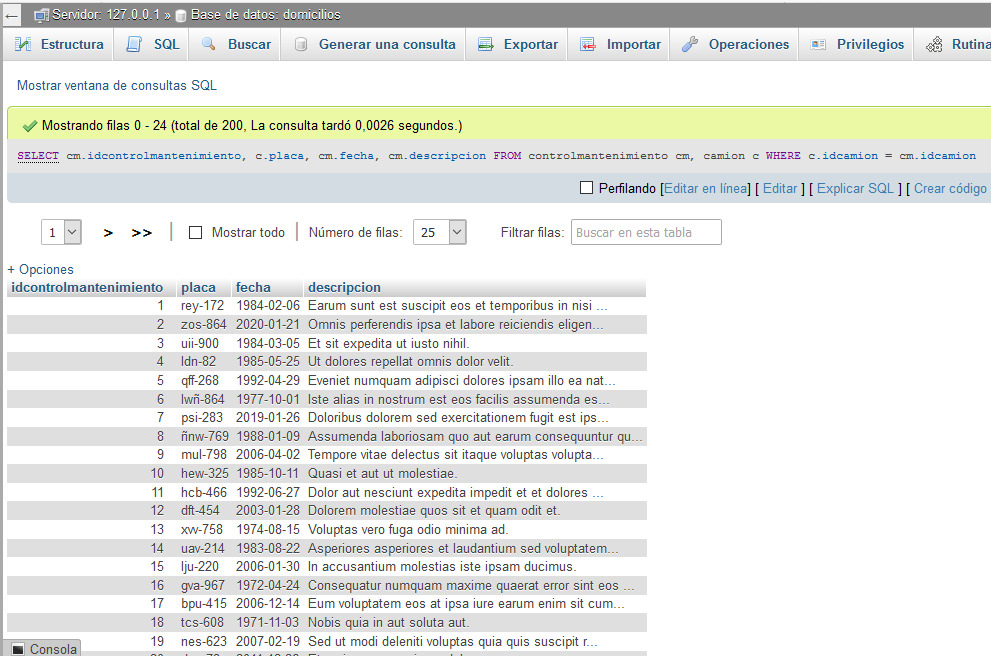 Servidor: 127.0.0.1 » Base de datos: domicilios
Estructura SQL Buscar Generar una consulta Exportar Importar Operaciones Privilegios Rutina
Mostrar ventana de consultas SQL
Mostrando filas 0 - 24 (total de 200, La consulta tardó 0,0026 segundos.)
SELECT cm.idcontrolmantenimiento, c.placa, cm.fecha, cm.descripcion FROM controlmantenimiento cm, camion c WHERE c.idcamion = cm.idcamion
Perfilando [Editar en línea] [ Editar ] [ Explicar SQL ] [ Crear código
1 > >> | Mostrar todo | Número de filas: 25 Filtrar filas: Buscar en esta tabla
+ Opciones
idcontrolmantenimiento placa fecha descripcion
1 rey-172 1984-02-06 Earum sunt est suscipit eos et temporibus in nisi ...
2 zos-864 2020-01-21 Omnis perferendis ipsa et labore reiciendis eligen...
3 uii-900 1984-03-05 Et sit expedita ut iusto nihil.
4 ldn-82 1985-05-25 Ut dolores repellat omnis dolor velit.
5 qff-268 1992-04-29 Eveniet numquam adipisci dolores ipsam illo ea nat...
6 lwñ-864 1977-10-01 Iste alias in nostrum est eos facilis assumenda es...
7 psi-283 2019-01-26 Doloribus dolorem sed exercitationem fugit est ips...
8 ñnw-769 1988-01-09 Assumenda laboriosam quo aut earum consequuntur qu...
9 mul-798 2006-04-02 Tempore vitae delectus sit itaque voluptas volupta...
10 hew-325 1985-10-11 Quasi et aut ut molestiae.
11 hcb-466 1992-06-27 Dolor aut nesciunt expedita impedit et et dolores ...
12 dft-454 2003-01-28 Dolorem molestiae quos sit et quam odit et.
13 xvv-758 1974-08-15 Voluptas vero fuga odio minima ad.
14 uav-214 1983-08-22 Asperiores asperiores et laudantium sed voluptatem...
15 lju-220 2006-01-30 In accusantium molestias iste ipsam ducimus.
16 gva-967 1972-04-24 Consequatur numquam maxime quaerat error sint eos ...
17 bpu-415 2006-12-14 Eum voluptatem eos at ipsa iure earum enim sit cum...
18 tcs-608 1971-11-03 Nobis quia in aut soluta aut.
19 nes-623 2007-02-19 Sed ut modi deleniti voluptas quia quis suscipit r...
Consola